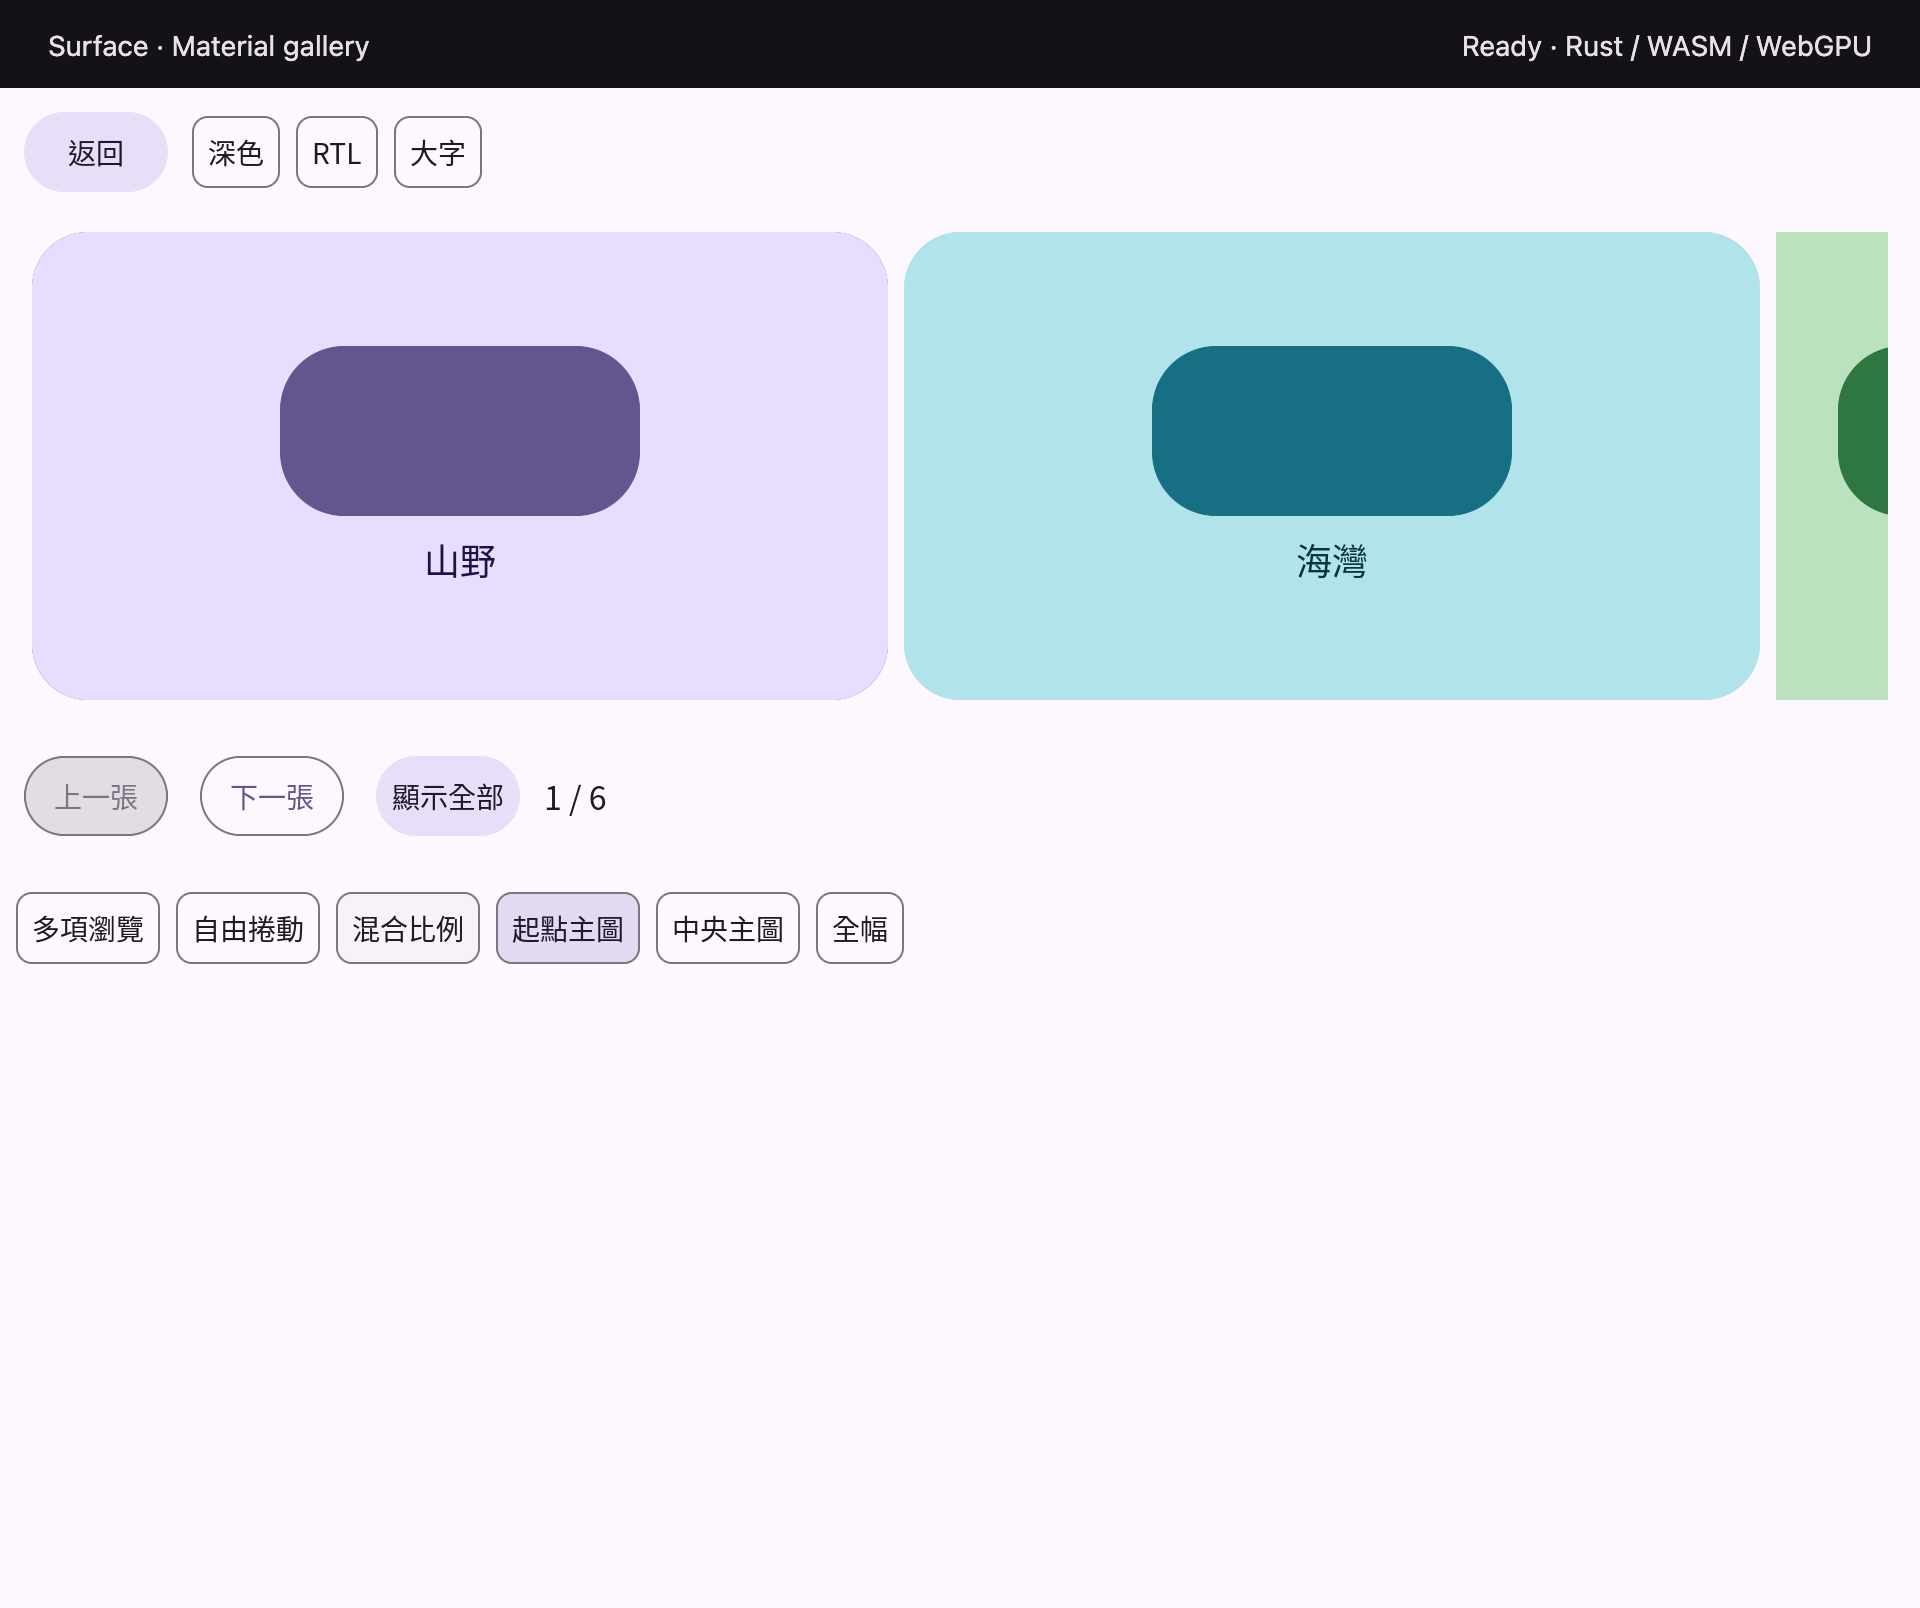 Surface · Material gallery
Ready · Rust / WASM / WebGPU
返回
深色
RTL
大字
山野
海灣
上一張
下一張
顯示全部
1 / 6
多項瀏覽
自由捲動
混合比例
起點主圖
中央主圖
全幅